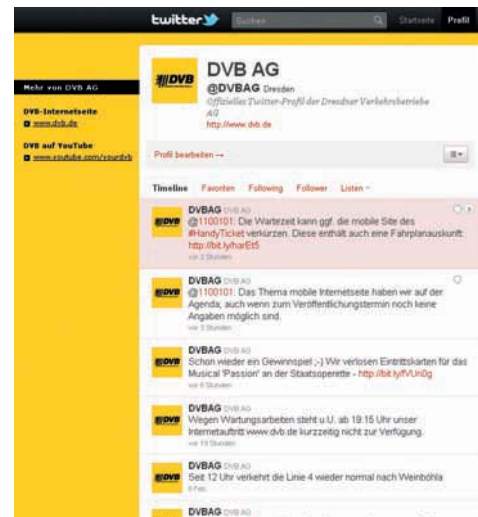 twitter
Suchen
Startseite Profil
Mehr von DVB AG
DVB-Internetseite
www.dvb.de
DVB auf YouTube
www.youtube.com/yourdvb
DVB
DVB AG
@DVBAG Dresden
Offizielles Twitter-Profil der Dresdner Verkehrsbetriebe
AG
http://www.dvb.de
Profil bearbeiten →
Timeline Favoriten Following Follower Listen
DVB
DVBAG DVB AG
@1100101: Die Wartezeit kann ggf. die mobile Site des
#HandyTicket verkürzen. Diese enthält auch eine Fahrplanauskunft:
http://bit.ly/harEt5
vor 2 Stunden
DVB
DVBAG DVB AG
@1100101: Das Thema mobile Internetseite haben wir auf der
Agenda, auch wenn zum Veröffentlichungstermin noch keine
Angaben möglich sind.
vor 3 Stunden
DVB
DVBAG DVB AG
Schon wieder ein Gewinnspiel ;-) Wir verlosen Eintrittskarten für das
Musical 'Passion' an der Staatsoperette - http://bit.ly/fVUn0g
vor 6 Stunden
DVB
DVBAG DVB AG
Wegen Wartungsarbeiten steht u.U. ab 19:15 Uhr unser
Internetauftritt www.dvb.de kurzzeitig nicht zur Verfügung.
vor 19 Stunden
DVB
DVBAG DVB AG
Seit 12 Uhr verkehrt die Linie 4 wieder normal nach Weinböhla
DVBAG DVB AG